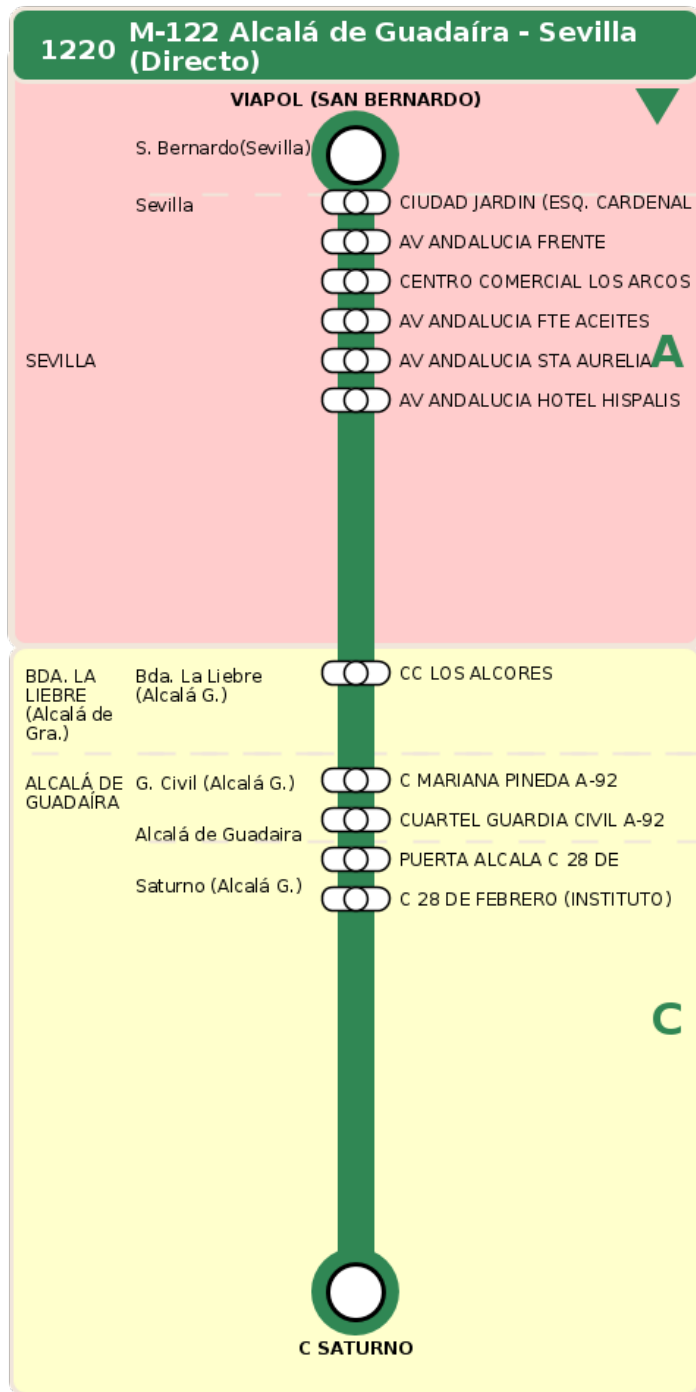 1220
M-122 Alcalá de Guadaíra - Sevilla
(Directo)
VIAPOL (SAN BERNARDO)
S. Bernardo(Sevilla)
Sevilla
CIUDAD JARDIN (ESQ. CARDENAL
AV ANDALUCIA FRENTE
CENTRO COMERCIAL LOS ARCOS
AV ANDALUCIA FTE ACEITES
SEVILLA
AV ANDALUCIA STA AURELIA
A
AV ANDALUCIA HOTEL HISPALIS
BDA. LA
LIEBRE
(Alcalá de
Gra.)
Bda. La Liebre
(Alcalá G.)
CC LOS ALCORES
ALCALÁ DE
GUADAÍRA
G. Civil (Alcalá G.)
C MARIANA PINEDA A-92
CUARTEL GUARDIA CIVIL A-92
Alcalá de Guadaira
PUERTA ALCALA C 28 DE
Saturno (Alcalá G.)
C 28 DE FEBRERO (INSTITUTO)
C
C SATURNO